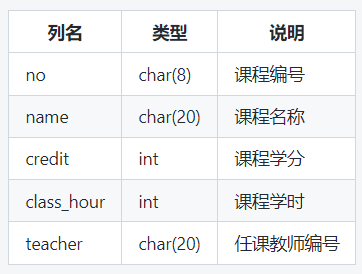 列名 类型 说明
no char(8) 课程编号
name char(20) 课程名称
credit int 课程学分
class_hour int 课程学时
teacher char(20) 任课教师编号